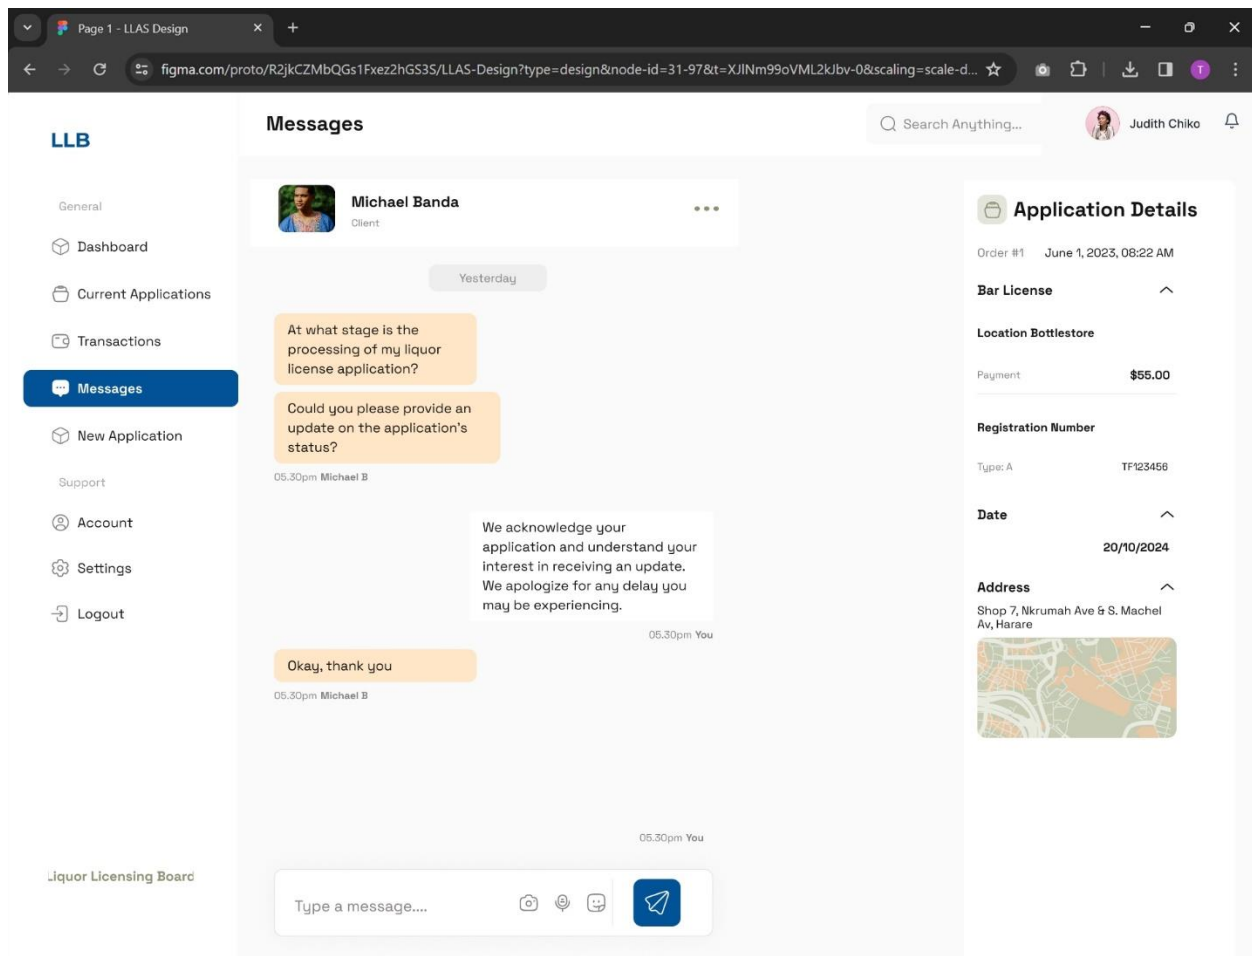 Page 1 - LLAS Design
figma.com/proto/R2jkCZMbQGs1Fxez2hGS3S/LLAS-Design?type=design&node-id=31-97&t=XJlNm99oVML2kJbv-0&scaling=scale-d...
T
LLB
Messages
Search Anything...
Judith Chiko
General
Dashboard
Current Applications
Transactions
Messages
New Application
Support
Account
Settings
Logout
Liquor Licensing Board
Michael Banda
Client
Yesterday
At what stage is the
processing of my liquor
license application?
Could you please provide an
update on the application's
status?
05.30pm Michael B
We acknowledge your
application and understand your
interest in receiving an update.
We apologize for any delay you
may be experiencing.
05.30pm You
Okay, thank you
05.30pm Michael B
05.30pm You
Type a message....
Application Details
Order #1 June 1, 2023, 08:22 AM
Bar License
Location Bottlestore
Payment $55.00
Registration Number
Type: A TF123456
Date
20/10/2024
Address
Shop 7, Nkrumah Ave & S. Machel
Av, Harare